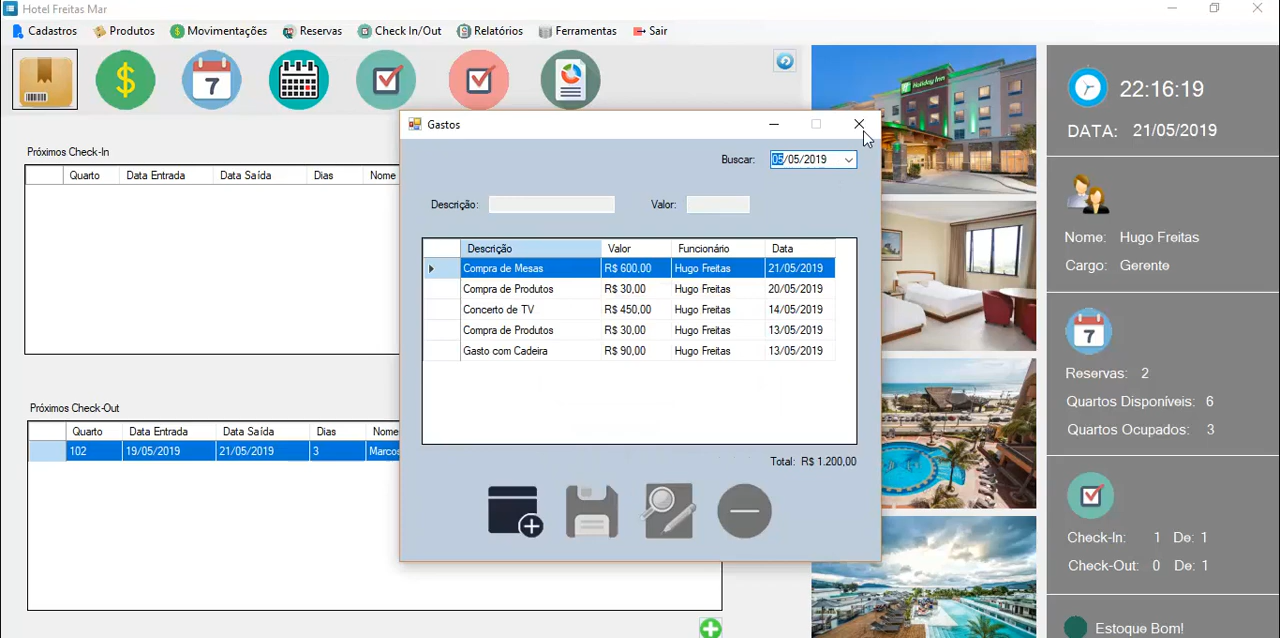 Hotel Freitas Mar
Cadastros Produtos Movimentações Reservas Check In/Out Relatórios Ferramentas Sair
7
Holiday Inn
22:16:19
DATA: 21/05/2019
Gastos
Buscar: 05/05/2019
Próximos Check-In
Quarto Data Entrada Data Saída Dias Nome
Descrição: Valor:
Nome: Hugo Freitas
Cargo: Gerente
Descrição Valor Funcionário Data
Compra de Mesas R$ 600,00 Hugo Freitas 21/05/2019
Compra de Produtos R$ 30,00 Hugo Freitas 20/05/2019
Concerto de TV R$ 450,00 Hugo Freitas 14/05/2019
Compra de Produtos R$ 30,00 Hugo Freitas 13/05/2019
Gasto com Cadeira R$ 90,00 Hugo Freitas 13/05/2019
Total: R$ 1.200,00
7
Reservas: 2
Quartos Disponíveis: 6
Quartos Ocupados: 3
Próximos Check-Out
Quarto Data Entrada Data Saída Dias Nome
102 19/05/2019 21/05/2019 3 Marcos
Check-In: 1 De: 1
Check-Out: 0 De: 1
Estoque Bom!